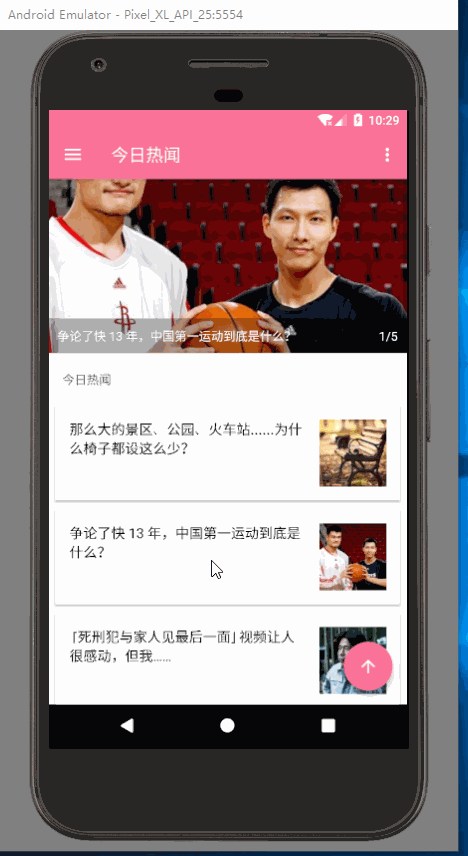 Android Emulator - Pixel_XL_API_25:5554
10:29
今日热闻
争论了快 13 年，中国第一运动到底是什么？
1/5
今日热闻
那么大的景区、公园、火车站……为什
么椅子都设这么少？
争论了快 13 年，中国第一运动到底是
什么？
「死刑犯与家人见最后一面」视频让人
很感动，但我……